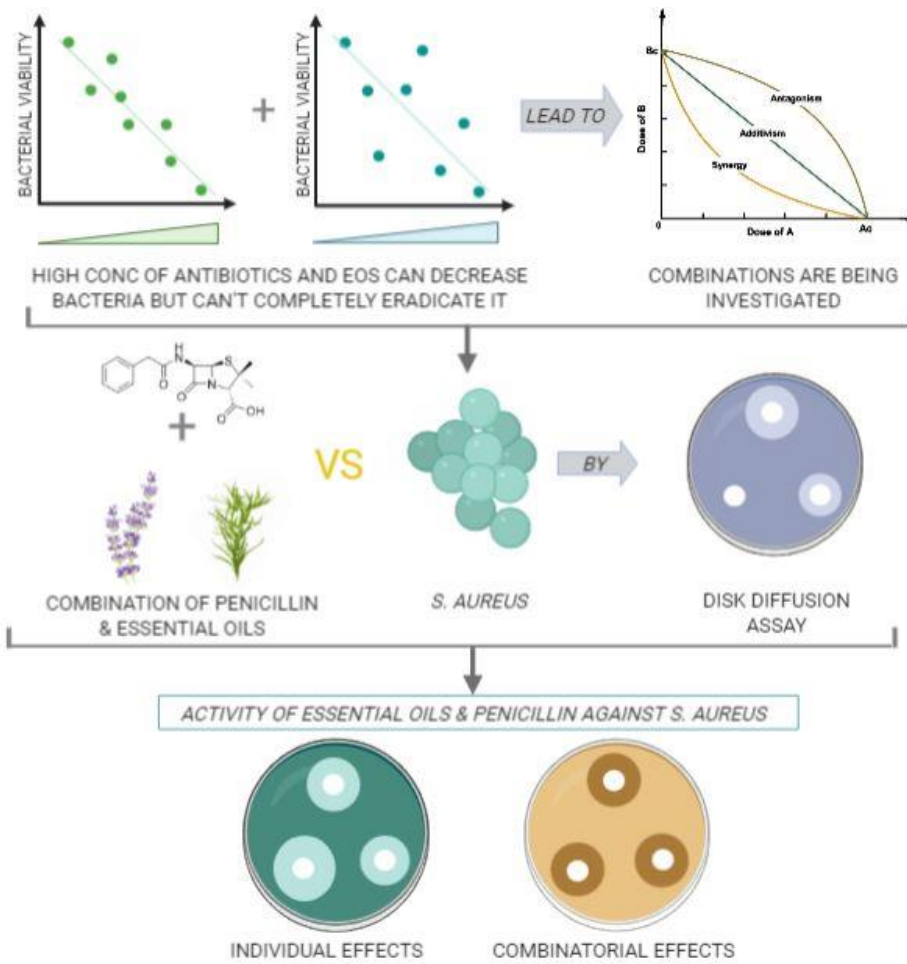 BACTERIAL VIABILITY
+
BACTERIAL VIABILITY
LEAD TO
Dose of B
Bc
Antagonism
Additivism
Synergy
0
Ao
Dose of A
HIGH CONC OF ANTIBIOTICS AND EOS CAN DECREASE
BACTERIA BUT CAN'T COMPLETELY ERADICATE IT
COMBINATIONS ARE BEING
INVESTIGATED
H
N
S
O
N
O
O
OH
+
VS
BY
COMBINATION OF PENICILLIN
& ESSENTIAL OILS
S. AUREUS
DISK DIFFUSION
ASSAY
ACTIVITY OF ESSENTIAL OILS & PENICILLIN AGAINST S. AUREUS
INDIVIDUAL EFFECTS
COMBINATORIAL EFFECTS